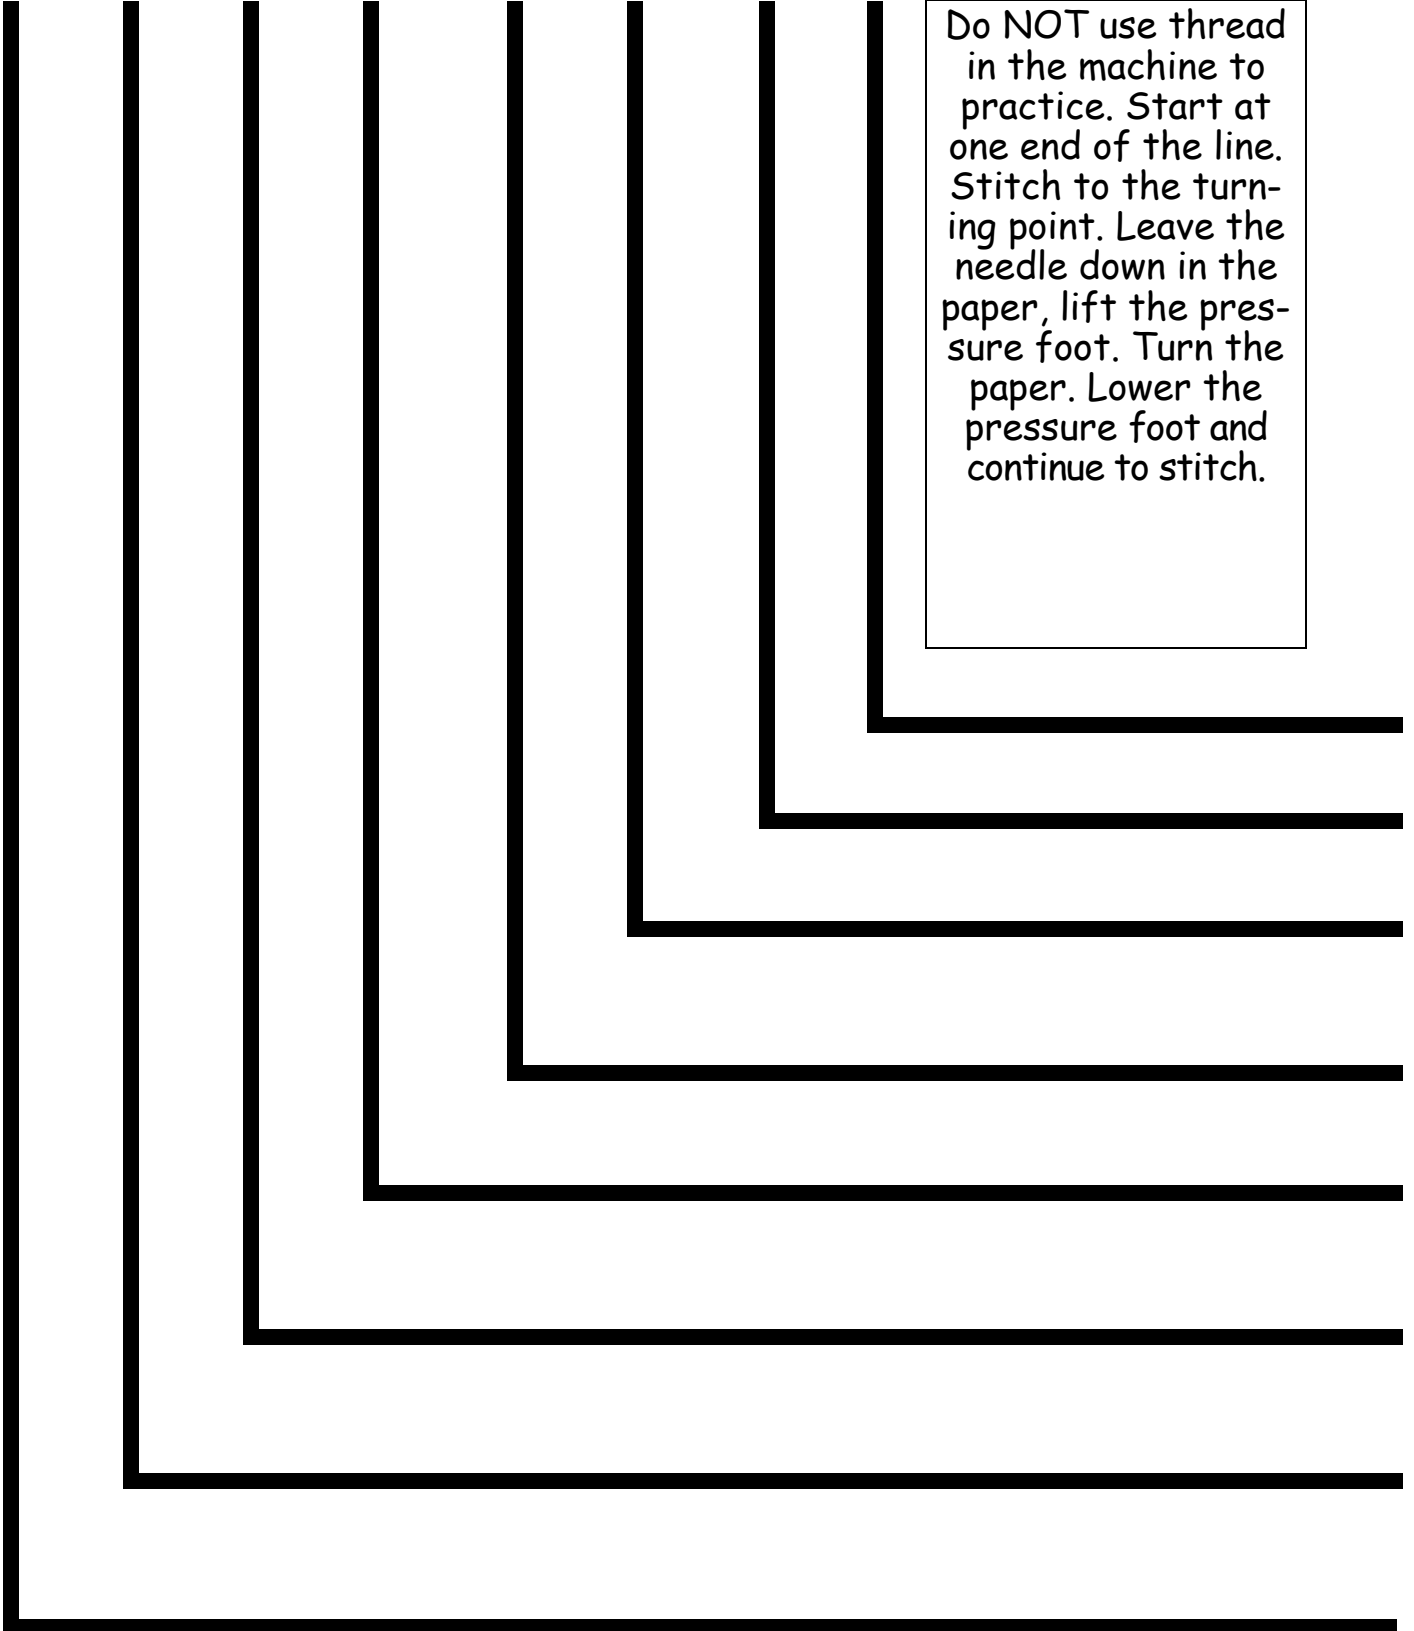 Do NOT use thread
in the machine to
practice. Start at
one end of the line.
Stitch to the turn-
ing point. Leave the
needle down in the
paper, lift the pres-
sure foot. Turn the
paper. Lower the
pressure foot and
continue to stitch.